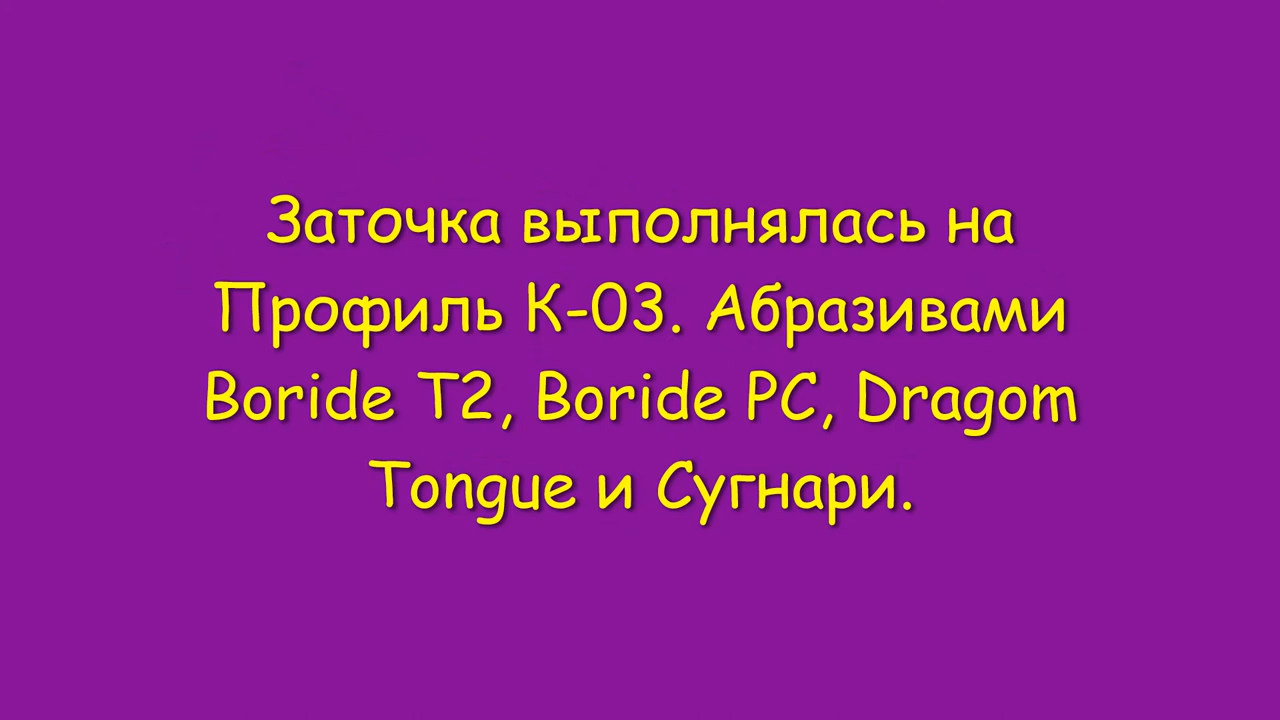 Заточка выполнялась на
Профиль К-03. Абразивами
Boride T2, Boride PC, Dragom
Tongue и Сугнари.